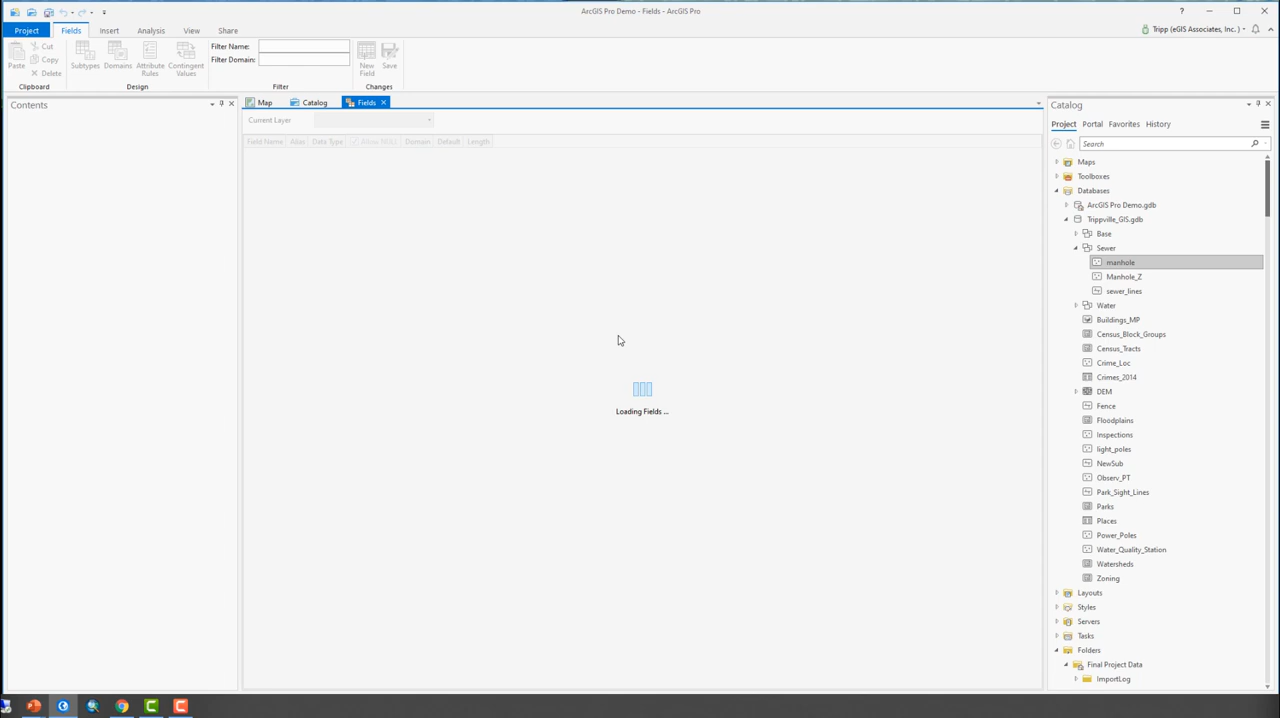 ArcGIS Pro Demo - Fields - ArcGIS Pro
Project
Fields
Insert
Analysis
View
Share
Tripp (eGIS Associates, Inc.)
Paste
Cut
Copy
Delete
Clipboard
Subtypes
Domains
Attribute Rules
Contingent Values
Design
Filter Name:
Filter Domain:
Filter
New Field
Save
Changes
Contents
Map
Catalog
Fields
Current Layer
Field Name
Alias
Data Type
Allow NULL
Domain
Default
Length
Loading Fields ...
Catalog
Project
Portal
Favorites
History
Search
Maps
Toolboxes
Databases
ArcGIS Pro Demo.gdb
Trippville_GIS.gdb
Base
Sewer
manhole
Manhole_Z
sewer_lines
Water
Buildings_MP
Census_Block_Groups
Census_Tracts
Crime_Loc
Crimes_2014
DEM
Fence
Floodplains
Inspections
light_poles
NewSub
Observ_PT
Park_Sight_Lines
Parks
Places
Power_Poles
Water_Quality_Station
Watersheds
Zoning
Layouts
Styles
Servers
Tasks
Folders
Final Project Data
ImportLog